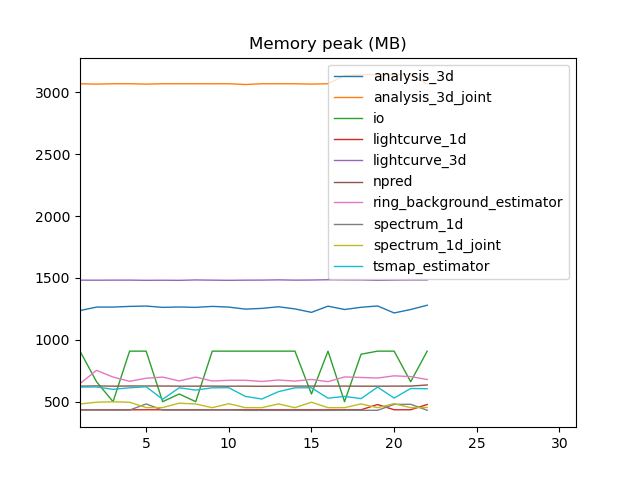 Memory peak (MB)
3000
2500
2000
1500
1000
500
5
10
15
20
25
30
analysis_3d
analysis_3d_joint
io
lightcurve_1d
lightcurve_3d
npred
ring_background_estimator
spectrum_1d
spectrum_1d_joint
tsmap_estimator